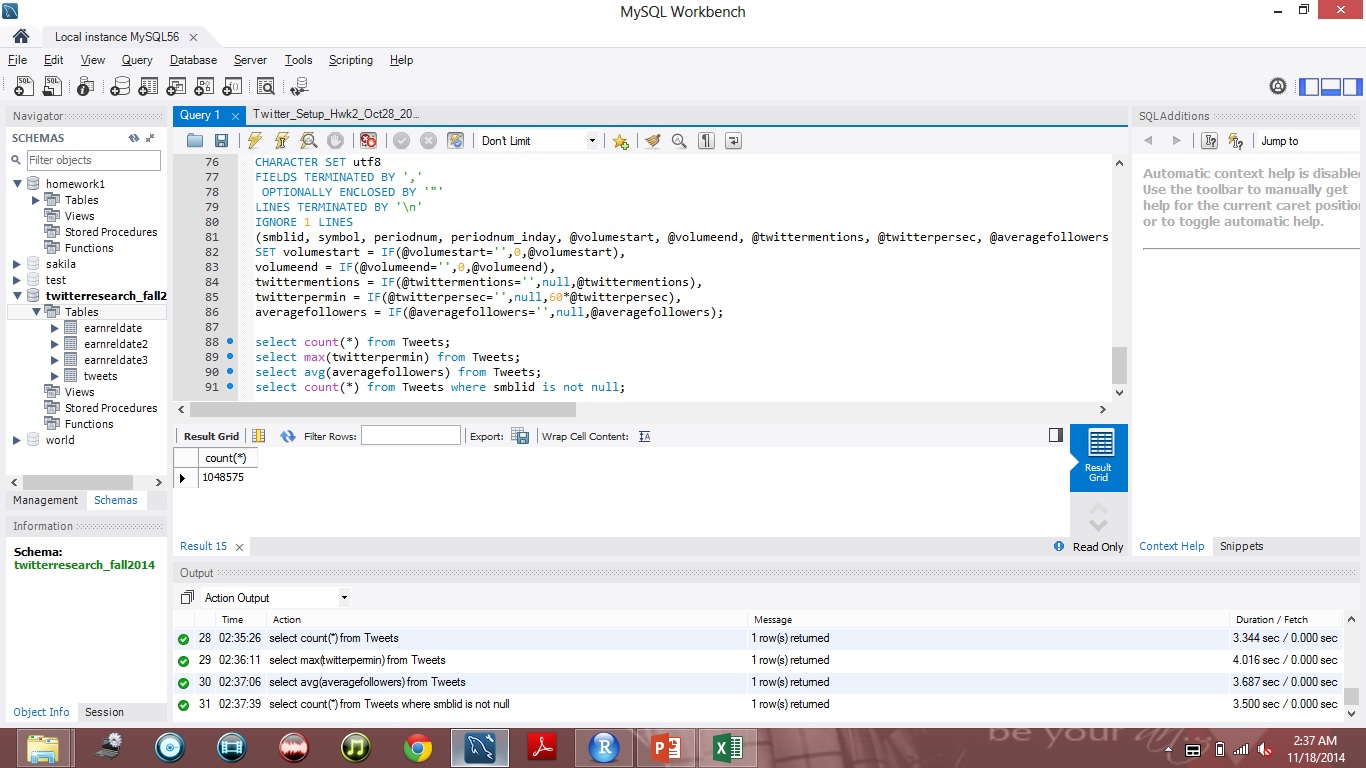 MySQL Workbench
Local instance MySQL56
File Edit View Query Database Server Tools Scripting Help
Navigator
SCHEMAS
Filter objects
homework1
Tables
Views
Stored Procedures
Functions
sakila
test
twitterresearch_fall2
Tables
earnreldate
earnreldate2
earnreldate3
tweets
Views
Stored Procedures
Functions
world
Management Schemas
Information
Schema:
twitterresearch_fall2014
Object Info Session
Query 1 Twitter_Setup_Hwk2_Oct28_20...
Don't Limit
76 CHARACTER SET utf8
77 FIELDS TERMINATED BY ','
78 OPTIONALLY ENCLOSED BY '"'
79 LINES TERMINATED BY '\n'
80 IGNORE 1 LINES
81 (smblid, symbol, periodnum, periodnum_inday, @volumestart, @volumeend, @twittermentions, @twitterpersec, @averagefollowers
82 SET volumestart = IF(@volumestart='',0,@volumestart),
83 volumeend = IF(@volumeend='',0,@volumeend),
84 twittermentions = IF(@twittermentions='',null,@twittermentions),
85 twitterpermin = IF(@twitterpersec='',null,60*@twitterpersec),
86 averagefollowers = IF(@averagefollowers='',null,@averagefollowers);
87
88 select count(*) from Tweets;
89 select max(twitterpermin) from Tweets;
90 select avg(averagefollowers) from Tweets;
91 select count(*) from Tweets where smblid is not null;
Result Grid Filter Rows: Export: Wrap Cell Content:
count(*)
1048575
Result Grid
Result 15 Read Only
SQLAdditions
Jump to
Automatic context help is disabled
Use the toolbar to manually get
help for the current caret position
or to toggle automatic help.
Context Help Snippets
Output
Action Output
Time Action Message Duration / Fetch
28 02:35:26 select count(*) from Tweets 1 row(s) returned 3.344 sec / 0.000 sec
29 02:36:11 select max(twitterpermin) from Tweets 1 row(s) returned 4.016 sec / 0.000 sec
30 02:37:06 select avg(averagefollowers) from Tweets 1 row(s) returned 3.687 sec / 0.000 sec
31 02:37:39 select count(*) from Tweets where smblid is not null 1 row(s) returned 3.500 sec / 0.000 sec
be your
2:37 AM
11/18/2014